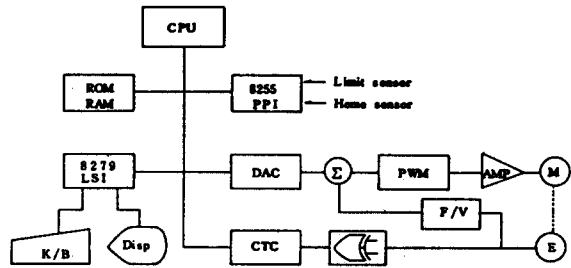 CPU
ROM
RAM
8255
PPI
Limit sensor
Home sensor
8279
LSI
DAC
Σ
PWM
AMP
M
F/V
K/B
Disp
CTC
E